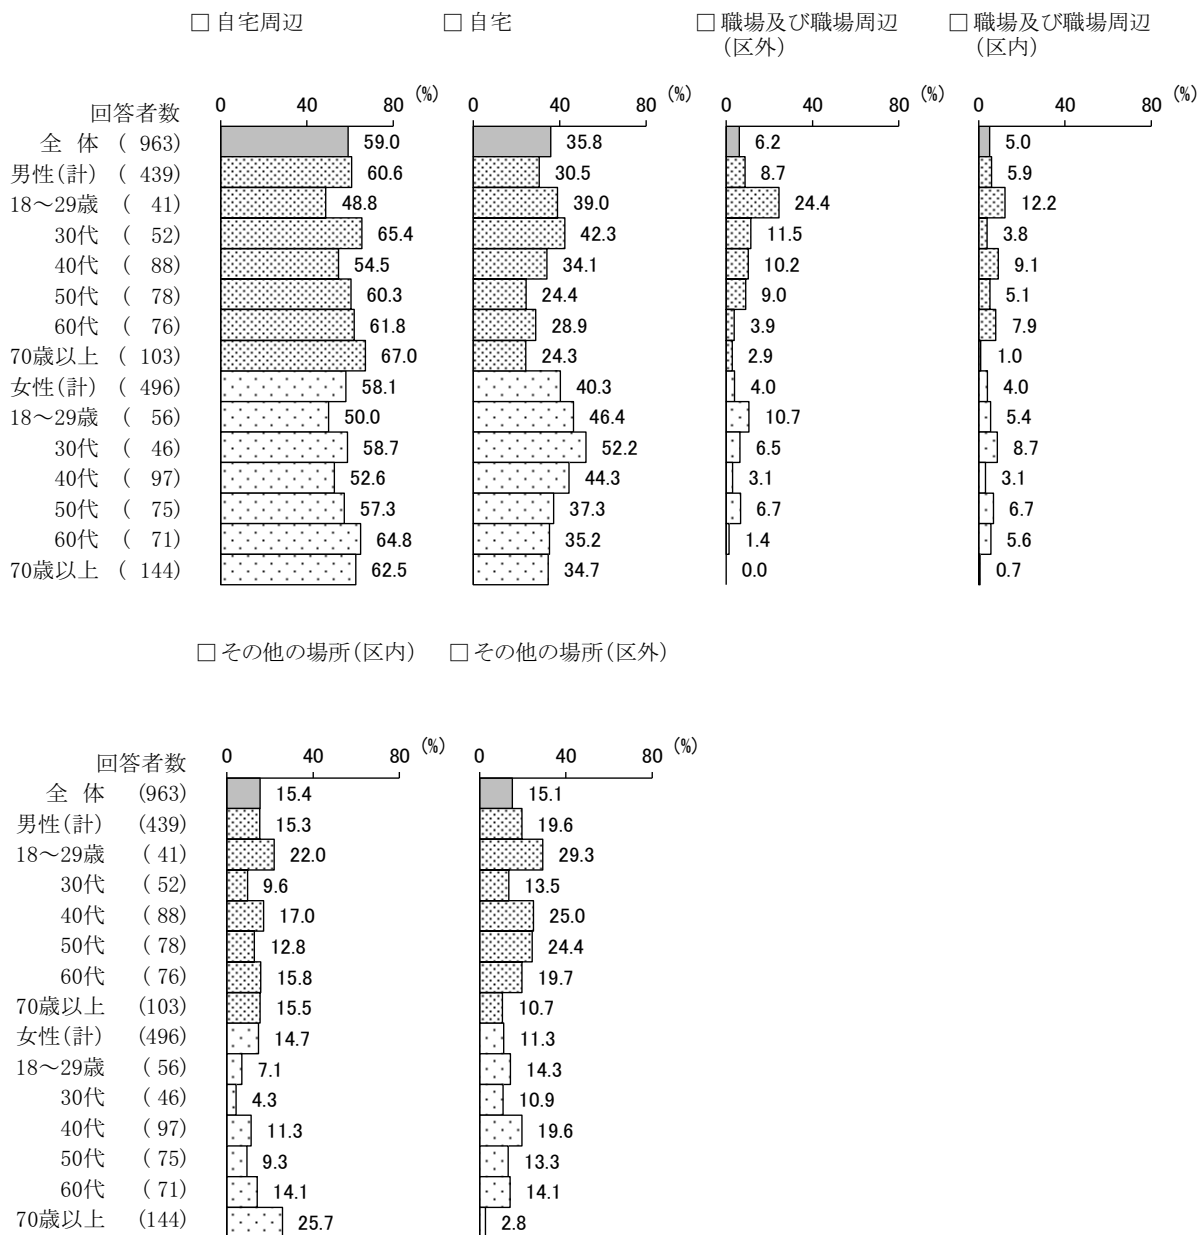 □ 自宅周辺 □ 自宅 □ 職場及び職場周辺 □ 職場及び職場周辺
(区外) (区内)
回答者数 0 40 80 (%) 0 40 80 (%) 0 40 80 (%) 0 40 80 (%)
全 体 ( 963) 59.0 35.8 6.2 5.0
男性(計) ( 439) 60.6 30.5 8.7 5.9
18～29歳 ( 41) 48.8 39.0 24.4 12.2
30代 ( 52) 65.4 42.3 11.5 3.8
40代 ( 88) 54.5 34.1 10.2 9.1
50代 ( 78) 60.3 24.4 9.0 5.1
60代 ( 76) 61.8 28.9 3.9 7.9
70歳以上 ( 103) 67.0 24.3 2.9 1.0
女性(計) ( 496) 58.1 40.3 4.0 4.0
18～29歳 ( 56) 50.0 46.4 10.7 5.4
30代 ( 46) 58.7 52.2 6.5 8.7
40代 ( 97) 52.6 44.3 3.1 3.1
50代 ( 75) 57.3 37.3 6.7 6.7
60代 ( 71) 64.8 35.2 1.4 5.6
70歳以上 ( 144) 62.5 34.7 0.0 0.7
□ その他の場所(区内) □ その他の場所(区外)
回答者数 0 40 80 (%) 0 40 80 (%)
全 体 (963) 15.4 15.1
男性(計) (439) 15.3 19.6
18～29歳 ( 41) 22.0 29.3
30代 ( 52) 9.6 13.5
40代 ( 88) 17.0 25.0
50代 ( 78) 12.8 24.4
60代 ( 76) 15.8 19.7
70歳以上 (103) 15.5 10.7
女性(計) (496) 14.7 11.3
18～29歳 ( 56) 7.1 14.3
30代 ( 46) 4.3 10.9
40代 ( 97) 11.3 19.6
50代 ( 75) 9.3 13.3
60代 ( 71) 14.1 14.1
70歳以上 (144) 25.7 2.8